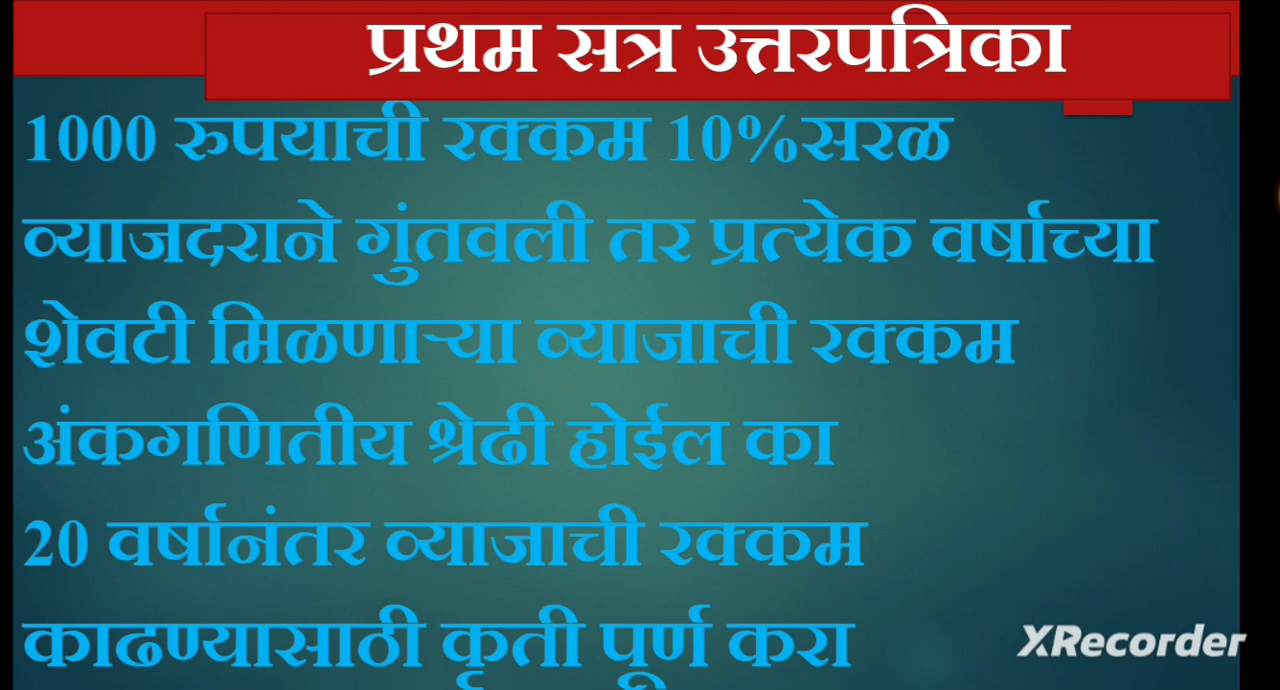 प्रथम सत्र उत्तरपत्रिका
1000 रुपयाची रक्कम 10%सरळ
व्याजदराने गुंतवली तर प्रत्येक वर्षाच्या
शेवटी मिळणाऱ्या व्याजाची रक्कम
अंकगणितीय श्रेढी होईल का
20 वर्षानंतर व्याजाची रक्कम
काढण्यासाठी कृती पूर्ण करा
XRecorder